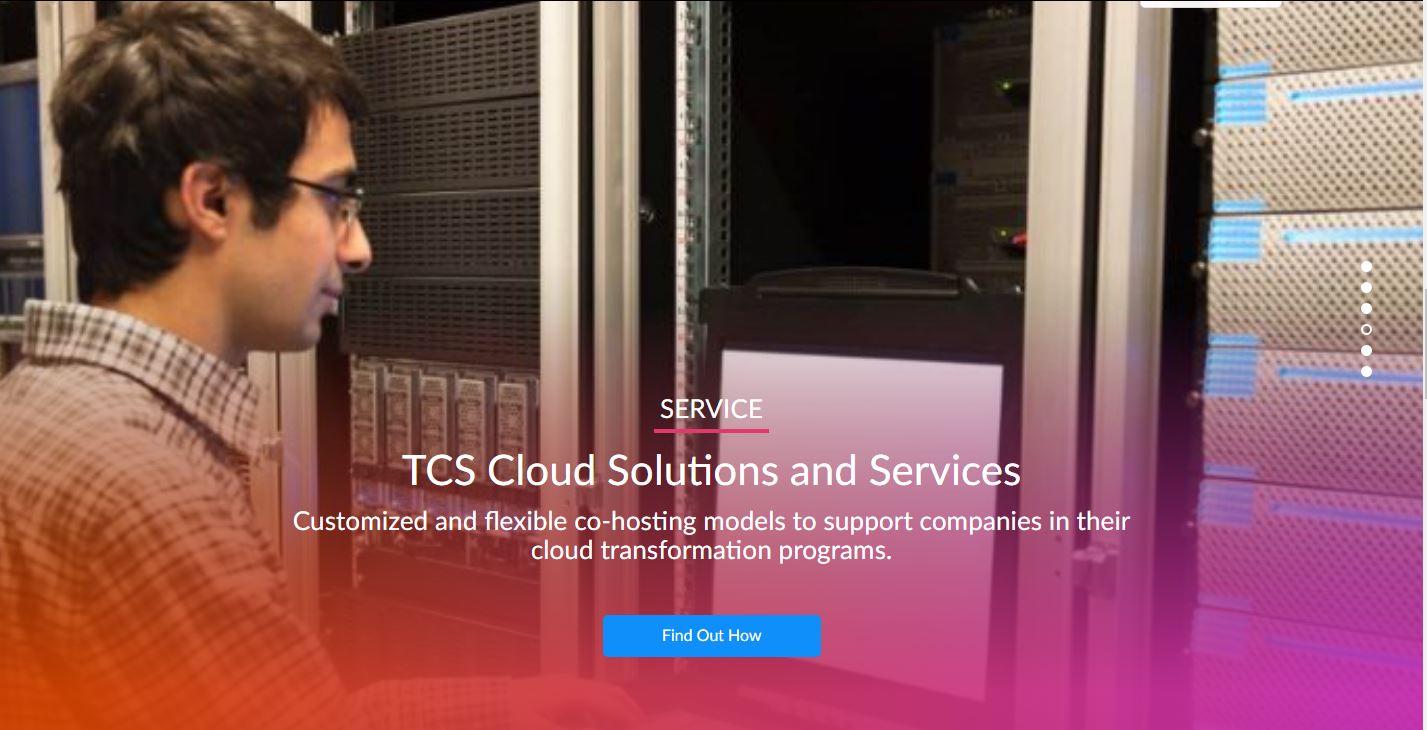 SERVICE
TCS Cloud Solutions and Services
Customized and flexible co-hosting models to support companies in their
cloud transformation programs.
Find Out How